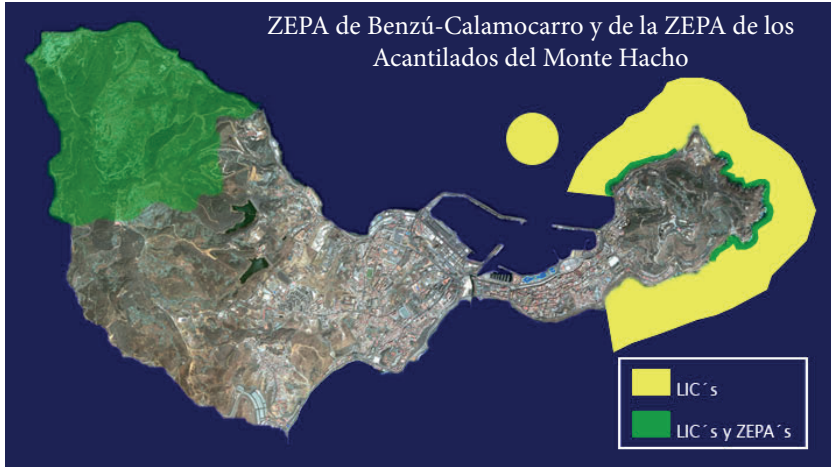 ZEPA de Benzú-Calamocarro y de la ZEPA de los
Acantilados del Monte Hacho
LIC´s
LIC´s y ZEPA´s